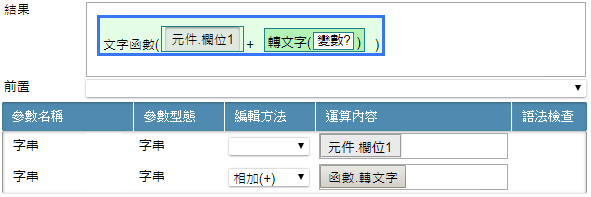 結果
文字函數( 元件.欄位1 + 轉文字( 變數? ) )
前置
參數名稱 參數型態 編輯方法 運算內容 語法檢查
字串 字串 元件.欄位1
字串 字串 相加(+) 函數.轉文字